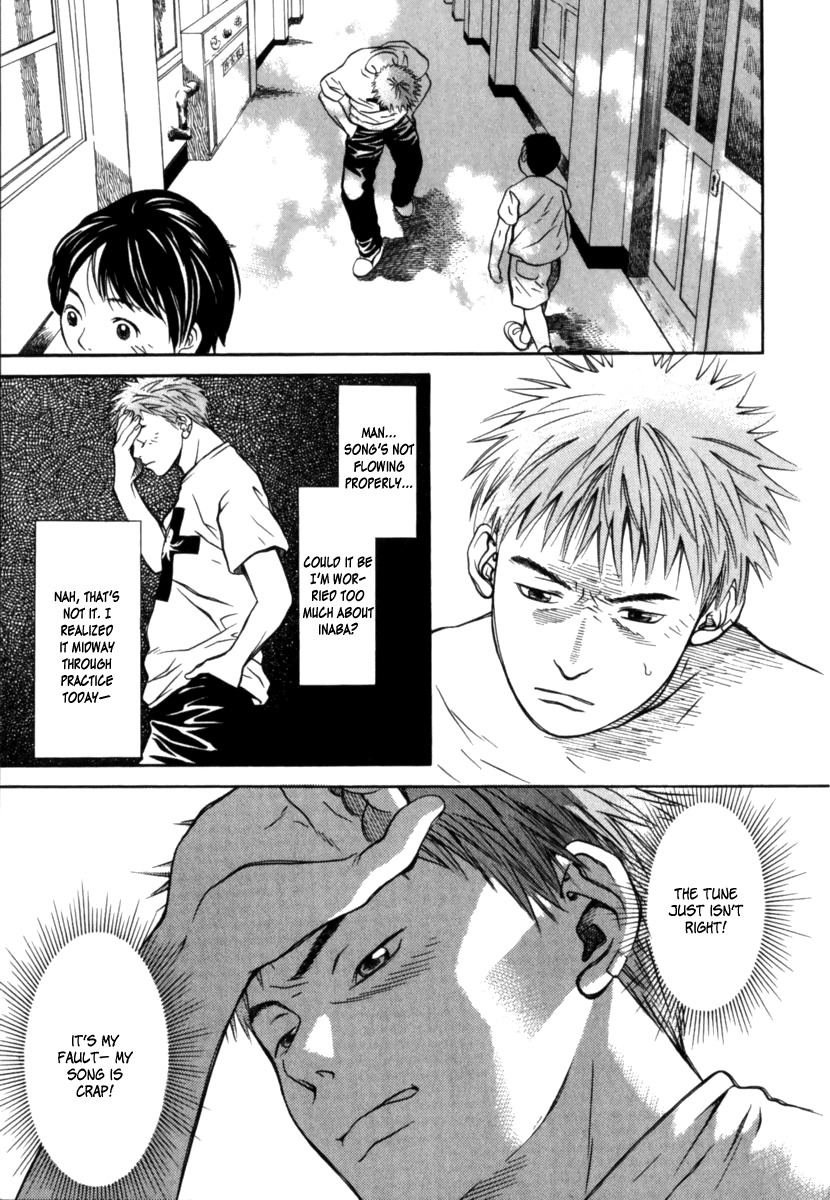 MAN...
SONG'S NOT
FLOWING
PROPERLY...
COULD IT BE
I'M WOR-
RIED TOO
MUCH ABOUT
INABA?
NAH, THAT'S
NOT IT. I
REALIZED
IT MIDWAY
THROUGH
PRACTICE
TODAY—
THE TUNE
JUST ISN'T
RIGHT!
IT'S MY
FAULT— MY
SONG IS
CRAP!